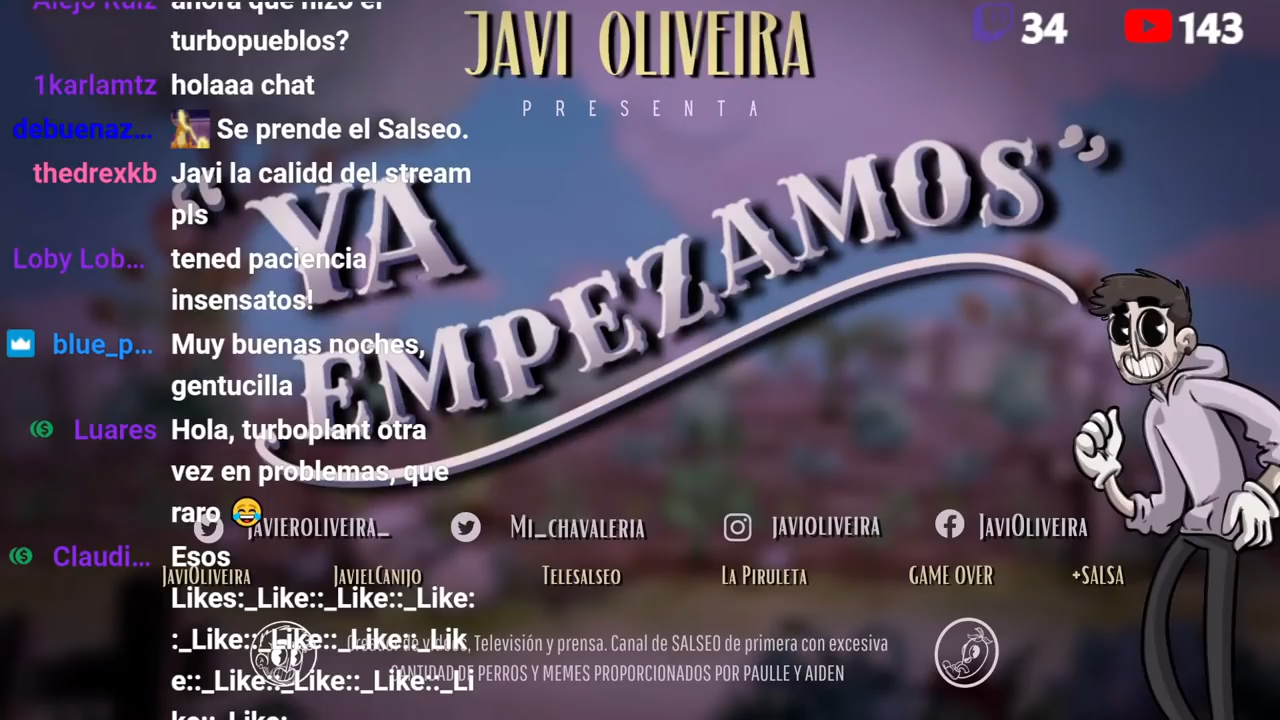 Alejo Ruiz ahora que hizo el
turbopueblos?
1karlamtz holaaa chat
debuenaz... Se prende el Salseo.
thedrexkb Javi la calidd del stream
pls
Loby Lob... tened paciencia
insensatos!
blue_p... Muy buenas noches,
gentucilla
Luares Hola, turboplant otra
vez en problemas, que
raro 😂
Claudi... Esos
Likes:_Like::_Like::_Like:
:_Like::_Like::_Like::_Lik
e::_Like::_Like::_Like::_Li
ke::_Like:
JAVI OLIVEIRA
PRESENTA
34
143
“YA
EMPEZAMOS”
JAVIEROLIVEIRA_ MI_CHAVALERIA JAVIOLIVEIRA JAVIOLIVEIRA
JAVIOLIVEIRA JAVIELCANIJO TELESALSEO LA PIRULETA GAME OVER +SALSA
Televisión y prensa. Canal de SALSEO de primera con excesiva
CANTIDAD DE PERROS Y MEMES PROPORCIONADOS POR PAULLE Y AIDEN